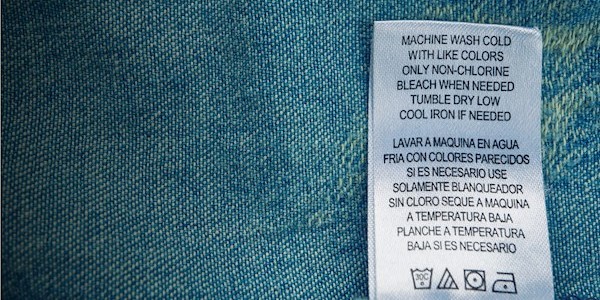 MACHINE WASH COLD
WITH LIKE COLORS
ONLY NON-CHLORINE
BLEACH WHEN NEEDED
TUMBLE DRY LOW
COOL IRON IF NEEDED
LAVAR A MAQUINA EN AGUA
FRIA CON COLORES PARECIDOS
SI ES NECESARIO USE
SOLAMENTE BLANQUEADOR
SIN CLORO SEQUE A MAQUINA
A TEMPERATURA BAJA
PLANCHE A TEMPERATURA
BAJA SI ES NECESARIO
30C